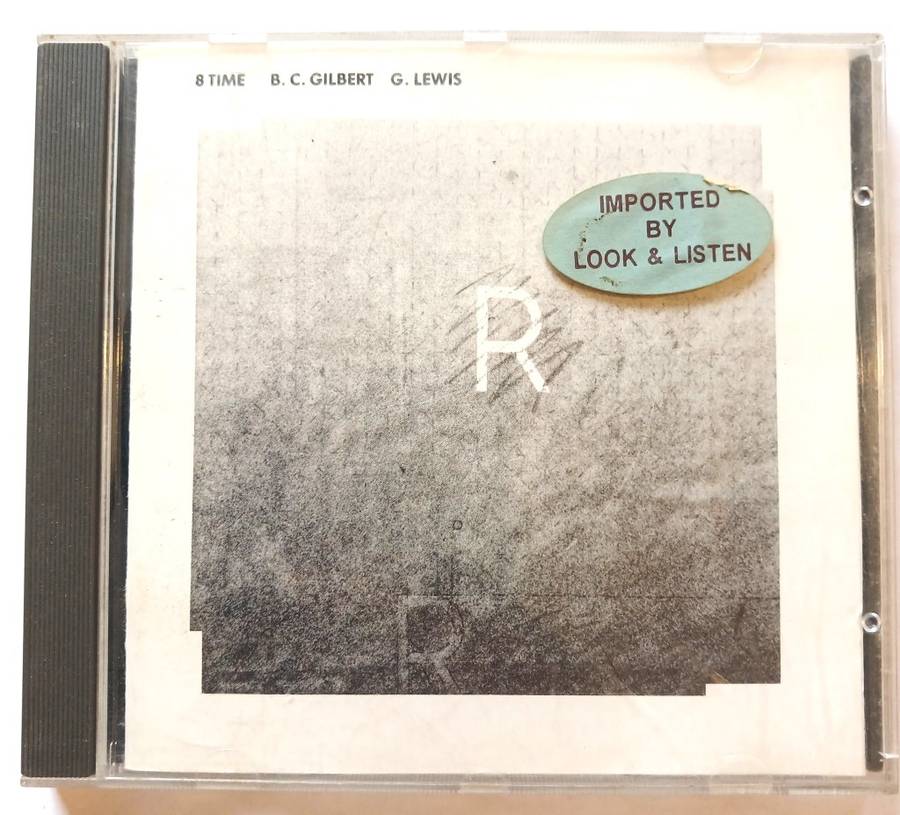 8 TIME B. C. GILBERT G. LEWIS
IMPORTED
BY
LOOK & LISTEN
R
R